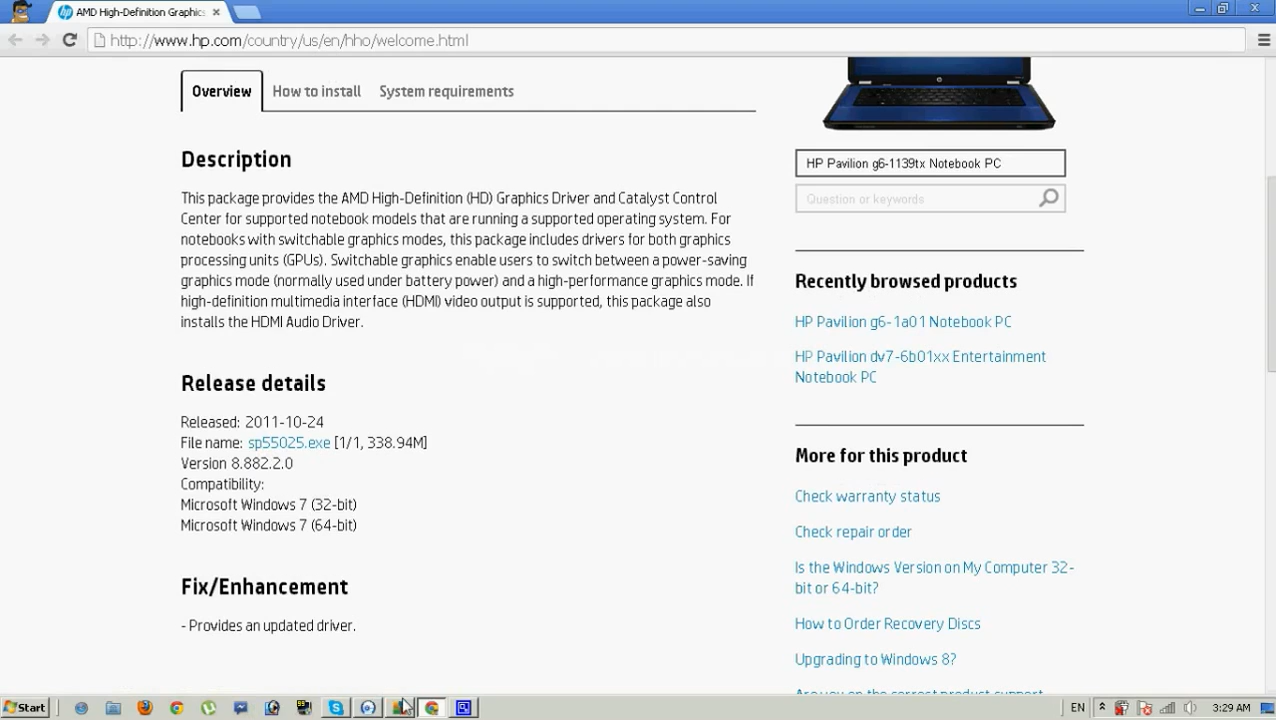 AMD High-Definition Graphics
http://www.hp.com/country/us/en/hho/welcome.html
Overview How to install System requirements
Description
This package provides the AMD High-Definition (HD) Graphics Driver and Catalyst Control
Center for supported notebook models that are running a supported operating system. For
notebooks with switchable graphics modes, this package includes drivers for both graphics
processing units (GPUs). Switchable graphics enable users to switch between a power-saving
graphics mode (normally used under battery power) and a high-performance graphics mode. If
high-definition multimedia interface (HDMI) video output is supported, this package also
installs the HDMI Audio Driver.
Release details
Released: 2011-10-24
File name: sp55025.exe [1/1, 338.94M]
Version 8.882.2.0
Compatibility:
Microsoft Windows 7 (32-bit)
Microsoft Windows 7 (64-bit)
Fix/Enhancement
- Provides an updated driver.
HP Pavilion g6-1139tx Notebook PC
Question or keywords
Recently browsed products
HP Pavilion g6-1a01 Notebook PC
HP Pavilion dv7-6b01xx Entertainment
Notebook PC
More for this product
Check warranty status
Check repair order
Is the Windows Version on My Computer 32-
bit or 64-bit?
How to Order Recovery Discs
Upgrading to Windows 8?
Are you on the correct product support
Start EN 3:29 AM